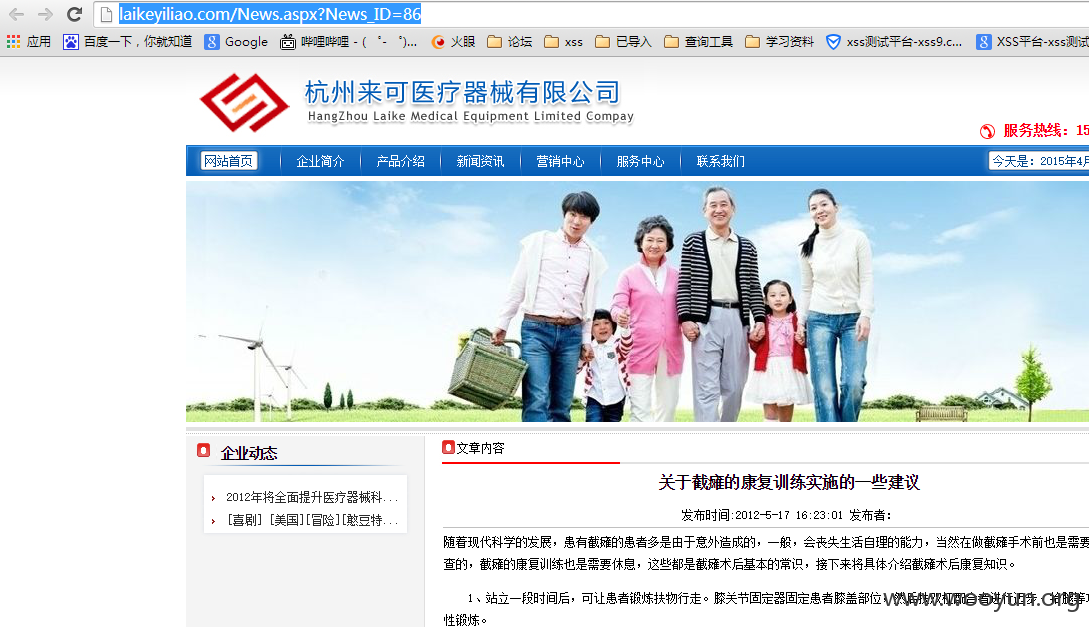 laikeyiliao.com/News.aspx?News_ID=86
应用 百度一下，你就知道 Google 哔哩哔哩 - ( ゜- ゜)... 火眼 论坛 xss 已导入 查询工具 学习资料 xss测试平台-xss9.c... XSS平台-xss测试
杭州来可医疗器械有限公司
HangZhou Laike Medical Equipment Limited Compay
服务热线：15
网站首页 企业简介 产品介绍 新闻资讯 营销中心 服务中心 联系我们 今天是：2015年4月
企业动态
2012年将全面提升医疗器械科...
[喜剧] [美国][冒险][憨豆特...
文章内容
关于截瘫的康复训练实施的一些建议
发布时间:2012-5-17 16:23:01 发布者：
随着现代科学的发展，患有截瘫的患者多是由于意外造成的，一般，会丧失生活自理的能力，当然在做截瘫手术前也是需要
查的，截瘫的康复训练也是需要休息，这些都是截瘫术后基本的常识，接下来将具体介绍截瘫术后康复知识。
1、站立一段时间后，可让患者锻炼扶物行走。膝关节固定器固定患者膝盖部位，
性锻炼。
www.wooyun.org